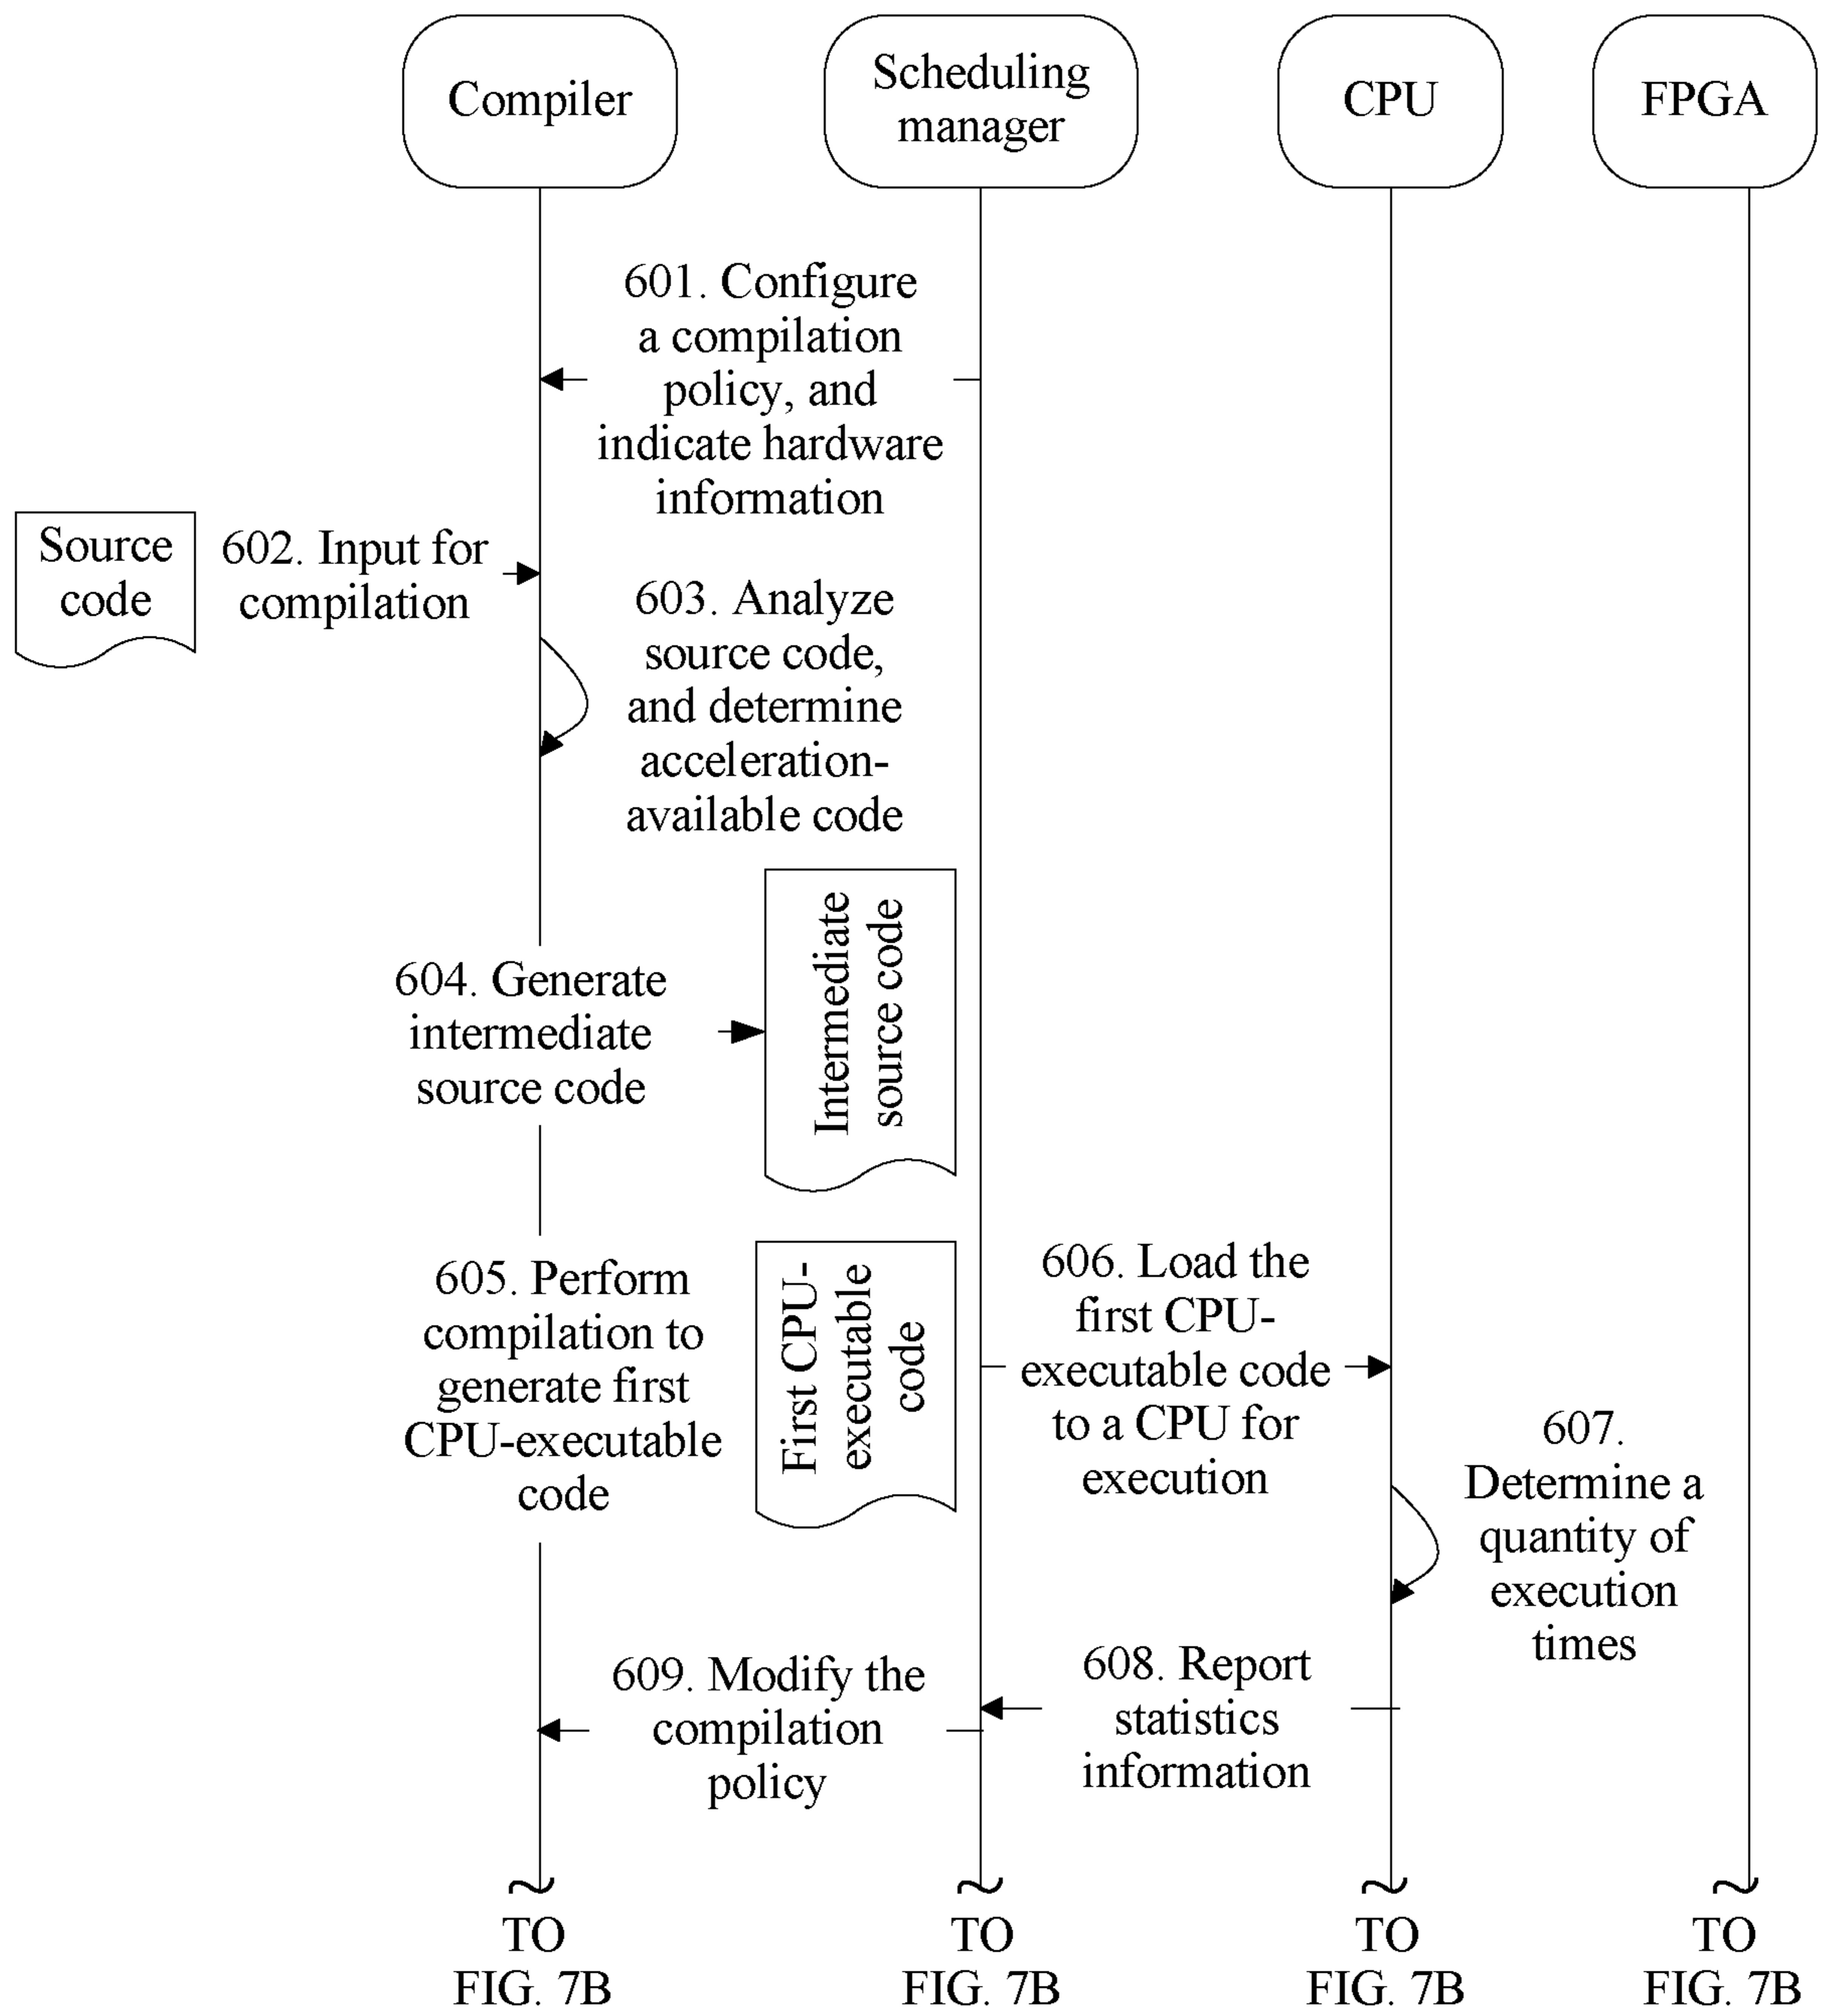 Compiler
Scheduling
manager
CPU
FPGA
601. Configure
a compilation
policy, and
indicate hardware
information
Source
code
602. Input for
compilation
603. Analyze
source code,
and determine
acceleration-
available code
604. Generate
intermediate
source code
Intermediate
source code
605. Perform
compilation to
generate first
CPU-executable
code
First CPU-
executable
code
606. Load the
first CPU-
executable code
to a CPU for
execution
607.
Determine a
quantity of
execution
times
608. Report
statistics
information
609. Modify the
compilation
policy
TO
FIG. 7B
TO
FIG. 7B
TO
FIG. 7B
TO
FIG. 7B